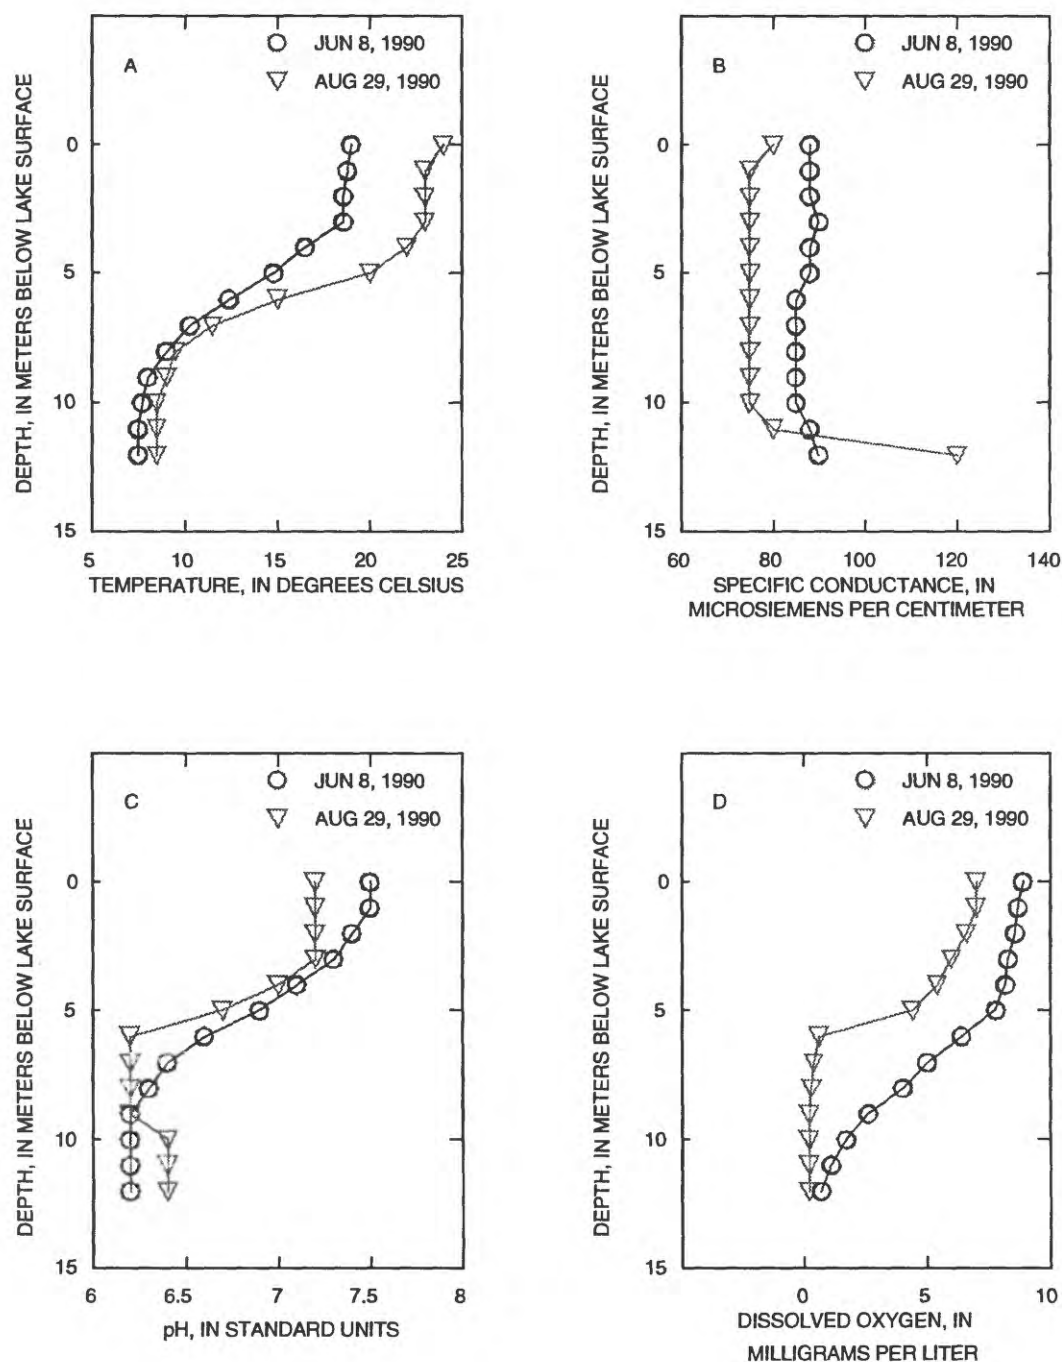 A
JUN 8, 1990
AUG 29, 1990
DEPTH, IN METERS BELOW LAKE SURFACE
0
5
10
15
5 10 15 20 25
TEMPERATURE, IN DEGREES CELSIUS
B
JUN 8, 1990
AUG 29, 1990
DEPTH, IN METERS BELOW LAKE SURFACE
0
5
10
15
60 80 100 120 140
SPECIFIC CONDUCTANCE, IN
MICROSIEMENS PER CENTIMETER
C
JUN 8, 1990
AUG 29, 1990
DEPTH, IN METERS BELOW LAKE SURFACE
0
5
10
15
6 6.5 7 7.5 8
pH, IN STANDARD UNITS
D
JUN 8, 1990
AUG 29, 1990
DEPTH, IN METERS BELOW LAKE SURFACE
0
5
10
15
0 5 10
DISSOLVED OXYGEN, IN
MILLIGRAMS PER LITER